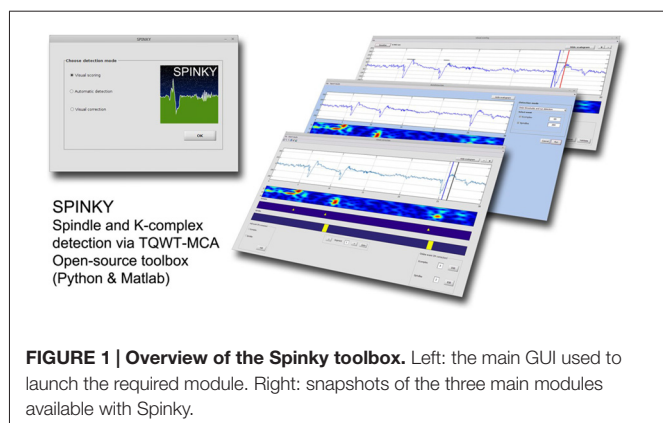 SPINKY
Choose detection mode
Visual scoring
Automatic detection
Visual correction
SPINKY
OK
SPINKY
Spindle and K-complex
detection via TQWT-MCA
Open-source toolbox
(Python & Matlab)
FIGURE 1 | Overview of the Spinky toolbox. Left: the main GUI used to
launch the required module. Right: snapshots of the three main modules
available with Spinky.